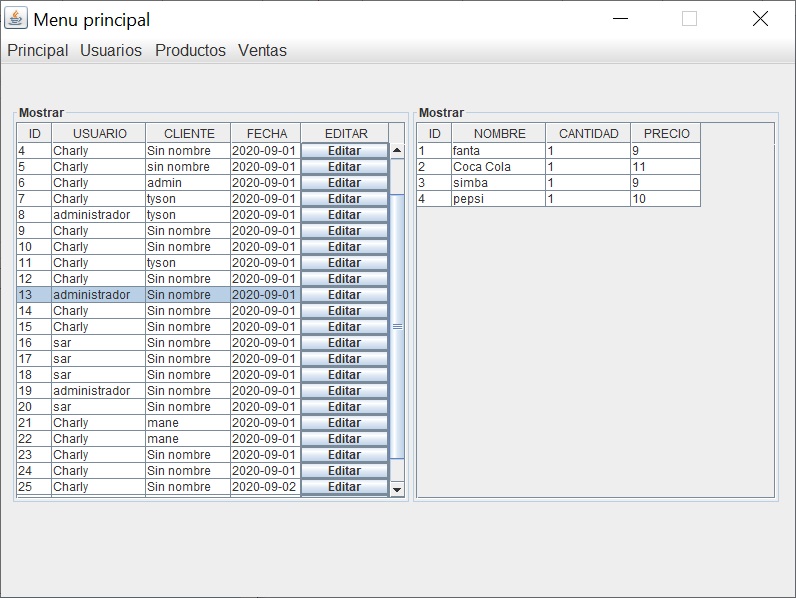 Menu principal
Principal Usuarios Productos Ventas
Mostrar
ID USUARIO CLIENTE FECHA EDITAR
4 Charly Sin nombre 2020-09-01 Editar
5 Charly sin nombre 2020-09-01 Editar
6 Charly admin 2020-09-01 Editar
7 Charly tyson 2020-09-01 Editar
8 administrador tyson 2020-09-01 Editar
9 Charly Sin nombre 2020-09-01 Editar
10 Charly Sin nombre 2020-09-01 Editar
11 Charly tyson 2020-09-01 Editar
12 Charly Sin nombre 2020-09-01 Editar
13 administrador Sin nombre 2020-09-01 Editar
14 Charly Sin nombre 2020-09-01 Editar
15 Charly Sin nombre 2020-09-01 Editar
16 sar Sin nombre 2020-09-01 Editar
17 sar Sin nombre 2020-09-01 Editar
18 sar Sin nombre 2020-09-01 Editar
19 administrador Sin nombre 2020-09-01 Editar
20 sar Sin nombre 2020-09-01 Editar
21 Charly mane 2020-09-01 Editar
22 Charly mane 2020-09-01 Editar
23 Charly Sin nombre 2020-09-01 Editar
24 Charly Sin nombre 2020-09-01 Editar
25 Charly Sin nombre 2020-09-02 Editar
Mostrar
ID NOMBRE CANTIDAD PRECIO
1 fanta 1 9
2 Coca Cola 1 11
3 simba 1 9
4 pepsi 1 10